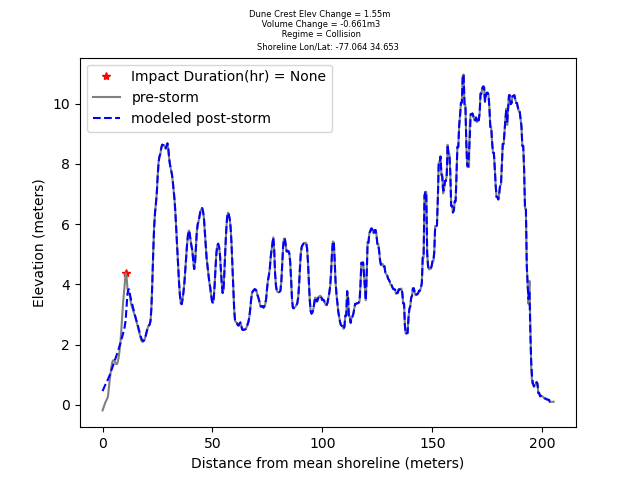 Dune Crest Elev Change = 1.55m
Volume Change = -0.661m3
Regime = Collision
Shoreline Lon/Lat: -77.064 34.653
Impact Duration(hr) = None
pre-storm
modeled post-storm
Elevation (meters)
10
8
6
4
2
0
0 50 100 150 200
Distance from mean shoreline (meters)